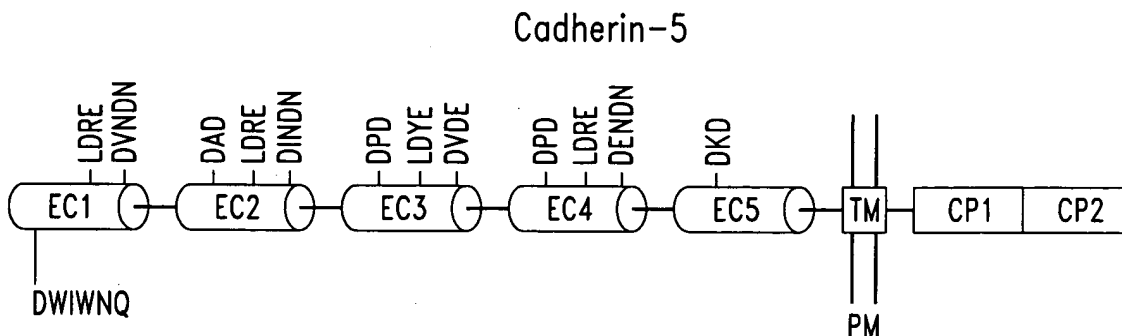 Cadherin-5
LDRE DVNDN DAD LDRE DINDN DPD LDYE DVDE DPD LDRE DENDN DKD
EC1 EC2 EC3 EC4 EC5 TM CP1 CP2
DWIWNQ
PM